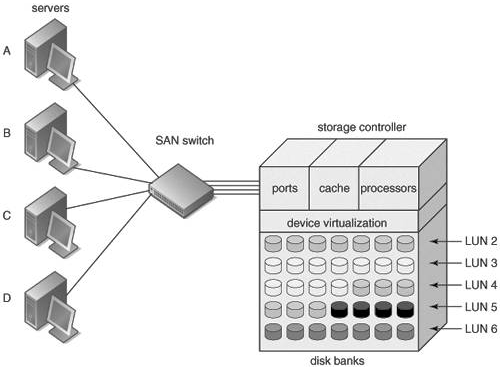 servers
A
B
C
D
SAN switch
storage controller
ports cache processors
device virtualization
LUN 2
LUN 3
LUN 4
LUN 5
LUN 6
disk banks